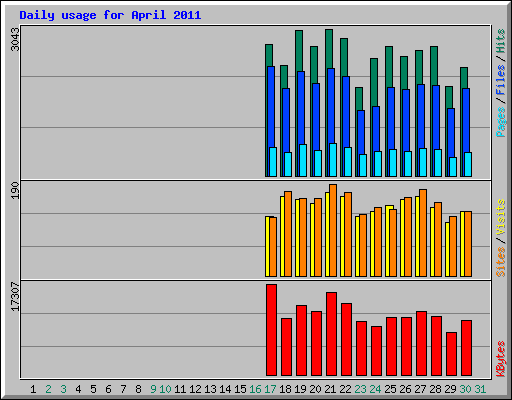 Daily usage for April 2011
3043
Pages / Files / Hits
190
Sites / Visits
17307
KBytes
1 2 3 4 5 6 7 8 9 10 11 12 13 14 15 16 17 18 19 20 21 22 23 24 25 26 27 28 29 30 31